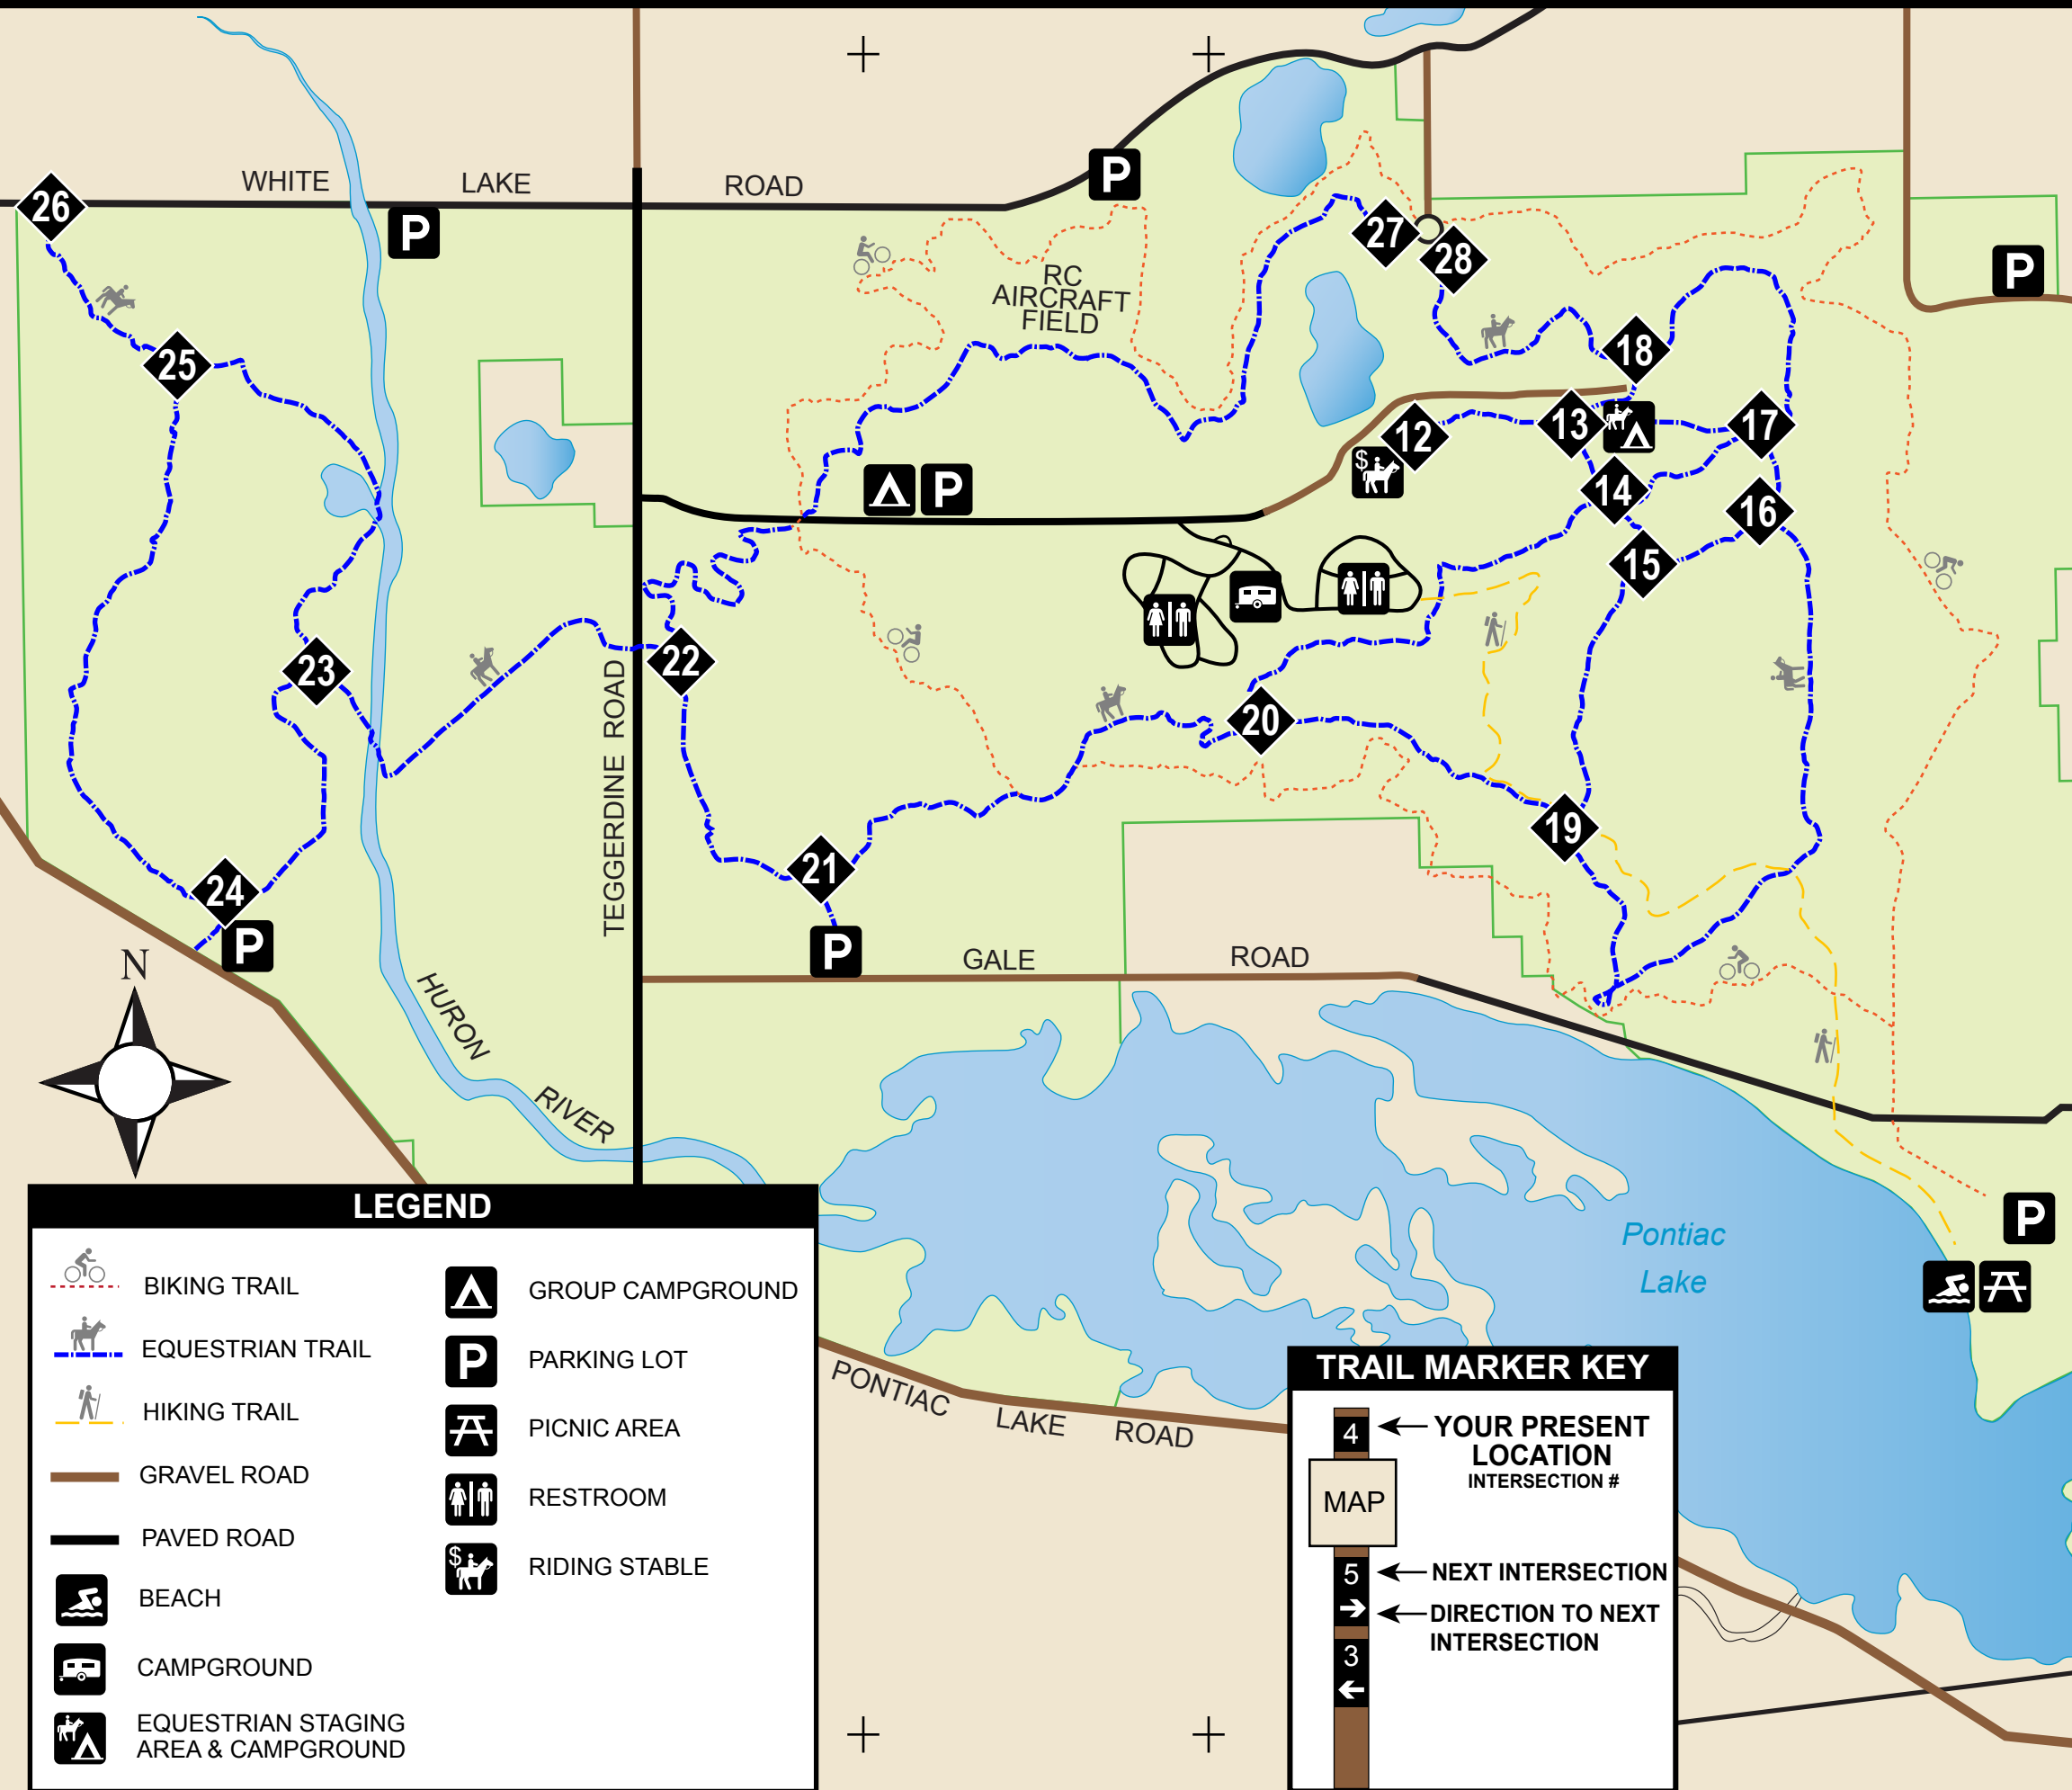 WHITE LAKE ROAD
P
26
P
27
28
P
RC
AIRCRAFT
FIELD
18
25
12
13
17
$
P
14
16
15
23
22
20
TEGGERDINE ROAD
19
21
24
P
P
N
GALE ROAD
HURON
RIVER
P
Pontiac
Lake
PONTIAC LAKE ROAD
LEGEND
BIKING TRAIL
EQUESTRIAN TRAIL
HIKING TRAIL
GRAVEL ROAD
PAVED ROAD
BEACH
CAMPGROUND
EQUESTRIAN STAGING
AREA & CAMPGROUND
GROUP CAMPGROUND
P
PARKING LOT
PICNIC AREA
RESTROOM
$
RIDING STABLE
TRAIL MARKER KEY
4
YOUR PRESENT
LOCATION
INTERSECTION #
MAP
5
NEXT INTERSECTION
DIRECTION TO NEXT
INTERSECTION
3